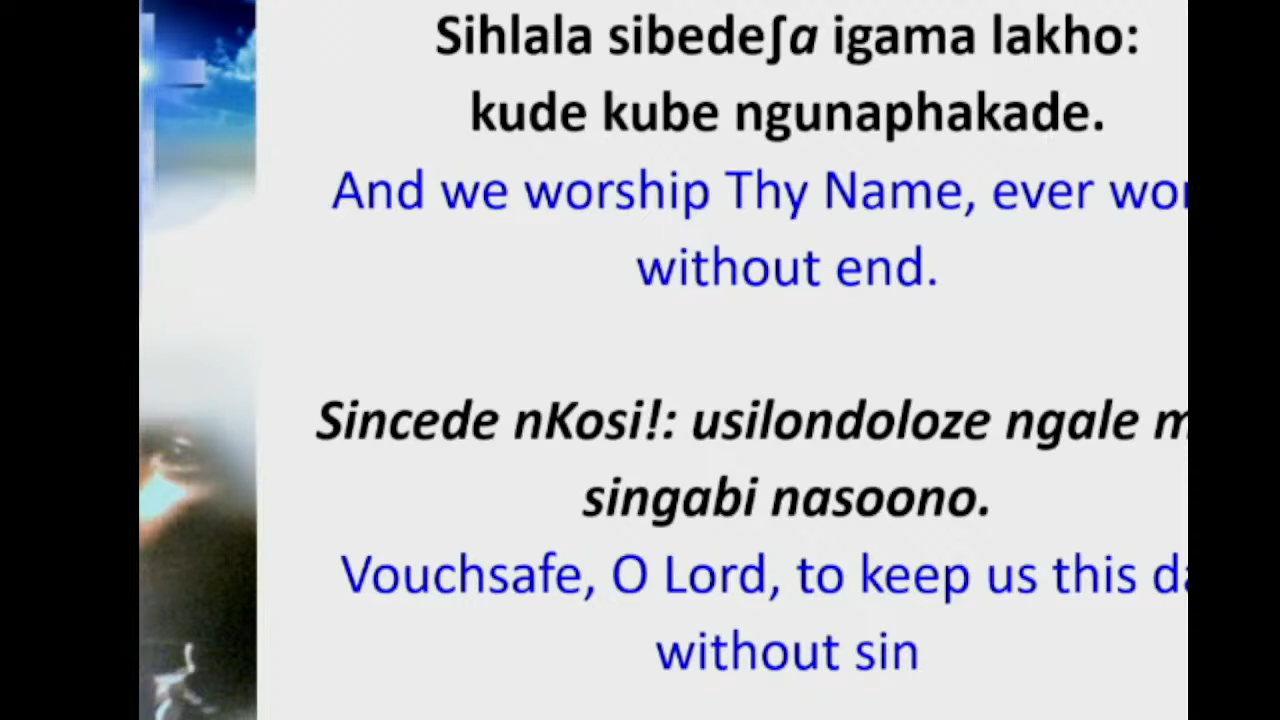 Sihlala sibedeʃa igama lakho:
kude kube ngunaphakade.
And we worship Thy Name, ever
without end.
Sincede nKosi!: usilondoloze ngale
singabi nasoono.
Vouchsafe, O Lord, to keep us this
without sin